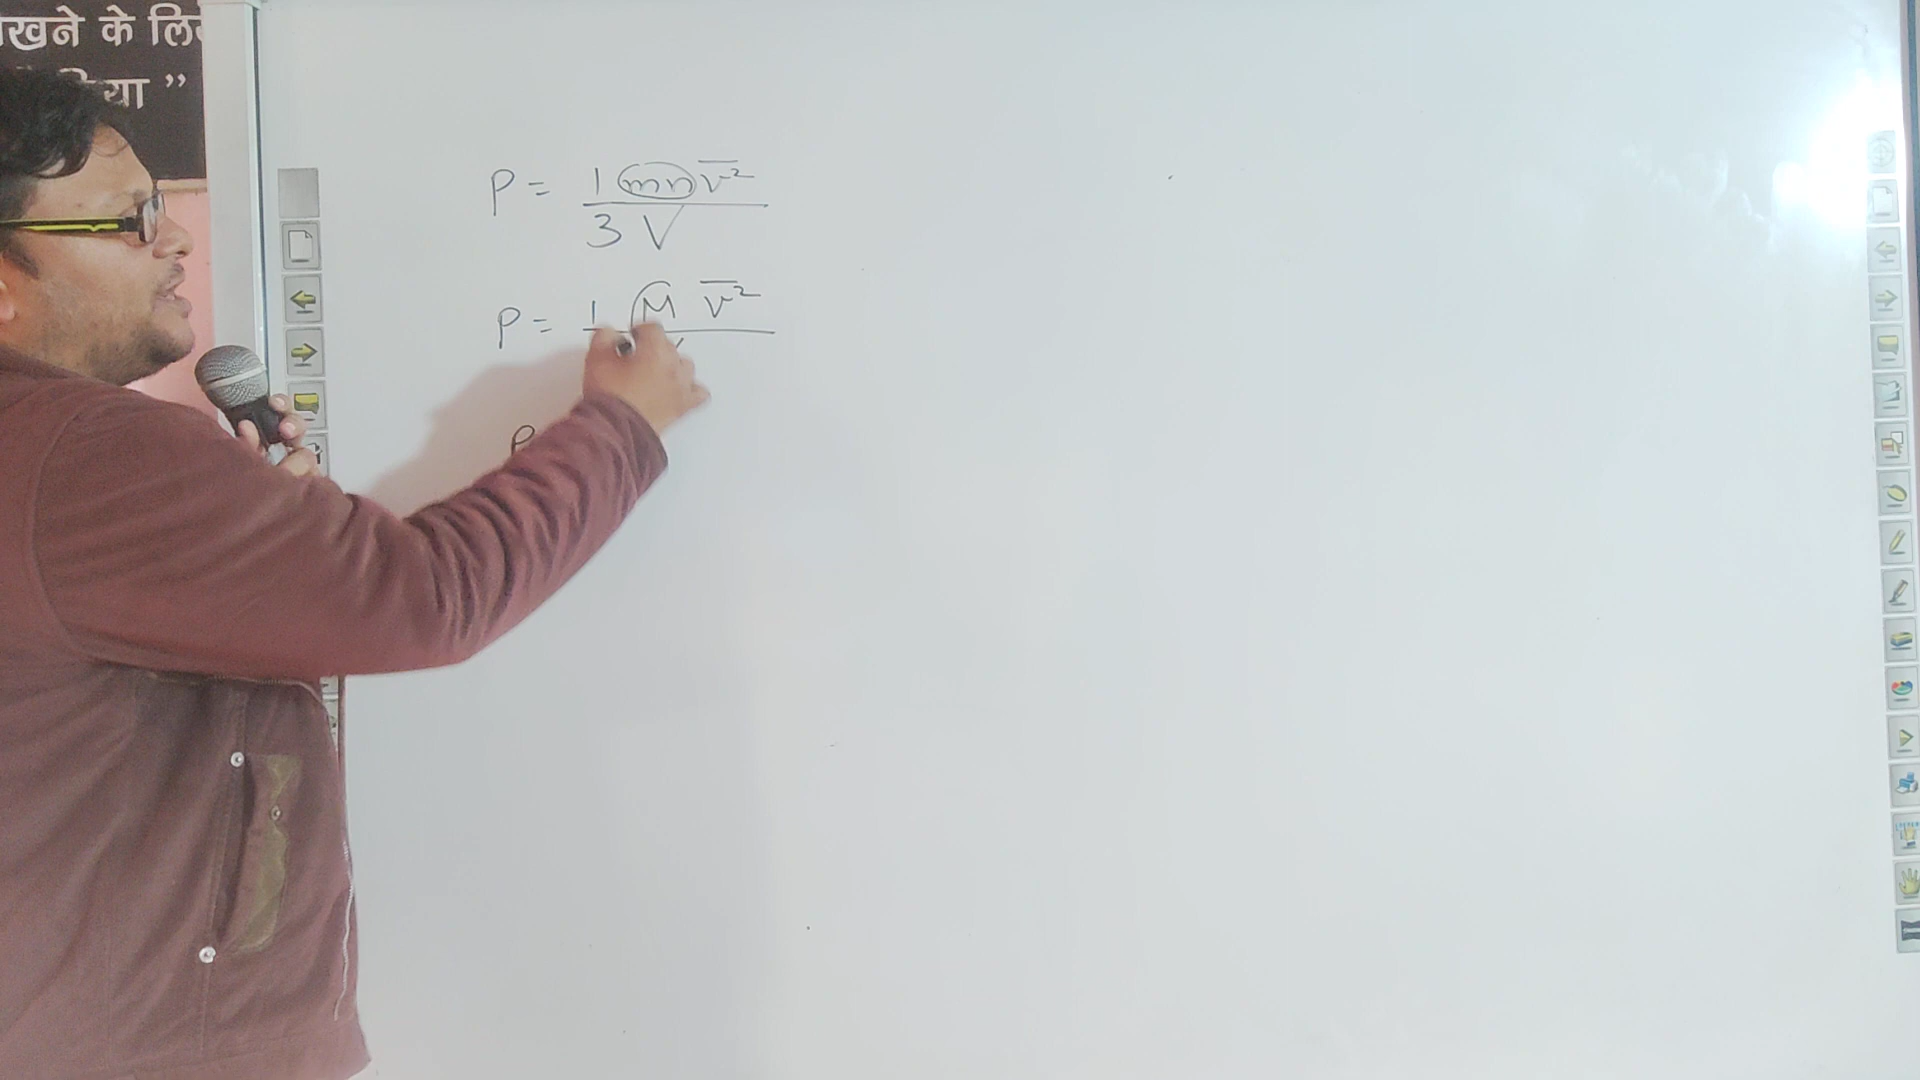 खने के लि
या ”
P = 1 mn v̅²
3 V
P = 1 M v̅²
P